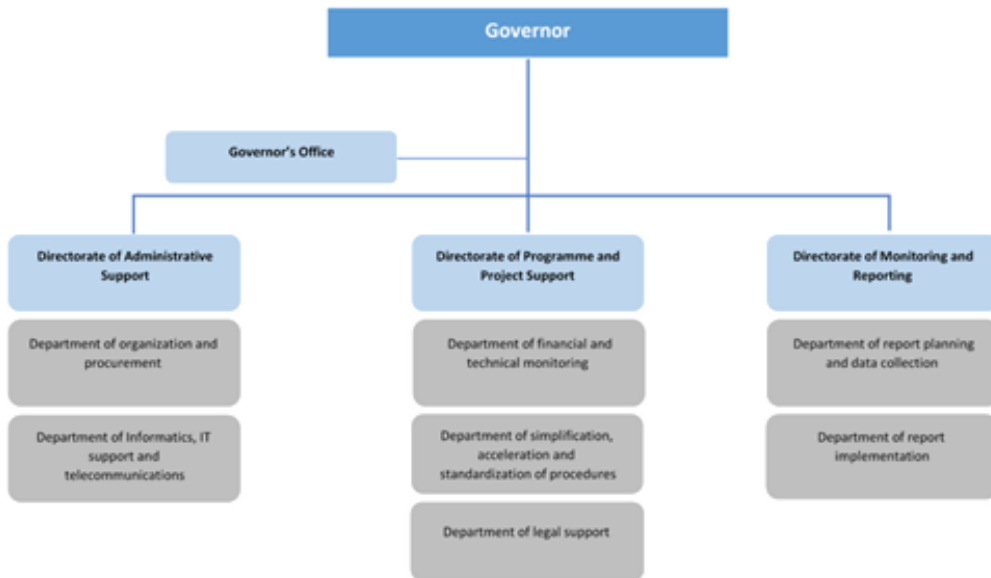 Governor
Governor's Office
Directorate of Administrative
Support
Directorate of Programme and
Project Support
Directorate of Monitoring and
Reporting
Department of organization and
procurement
Department of financial and
technical monitoring
Department of report planning
and data collection
Department of Informatics, IT
support and
telecommunications
Department of simplification,
acceleration and
standardization of procedures
Department of report
implementation
Department of legal support